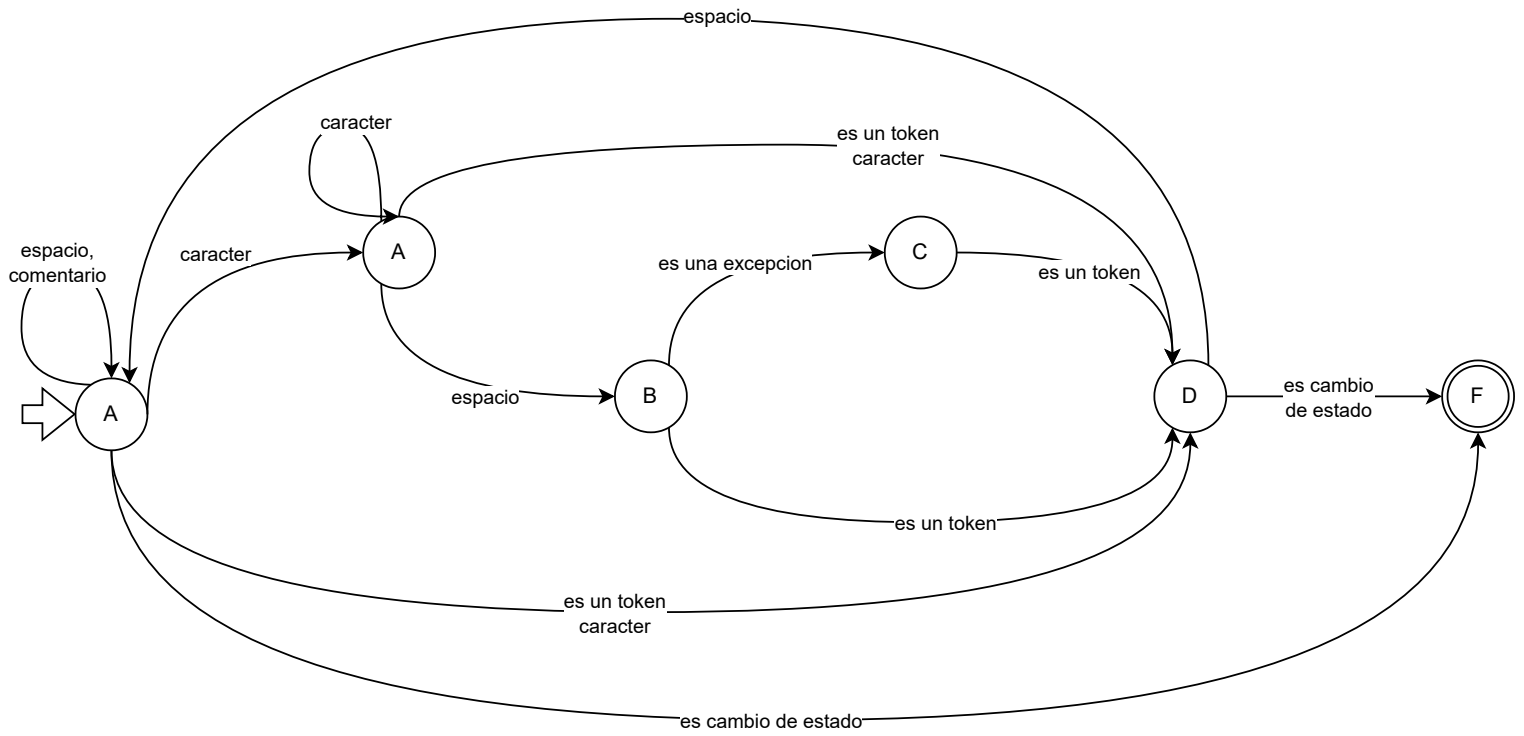 espacio
caracter
es un token
caracter
espacio,
comentario
caracter
A
C
es una excepcion
es un token
A
espacio
B
D
es cambio
de estado
F
es un token
es un token
caracter
es cambio de estado